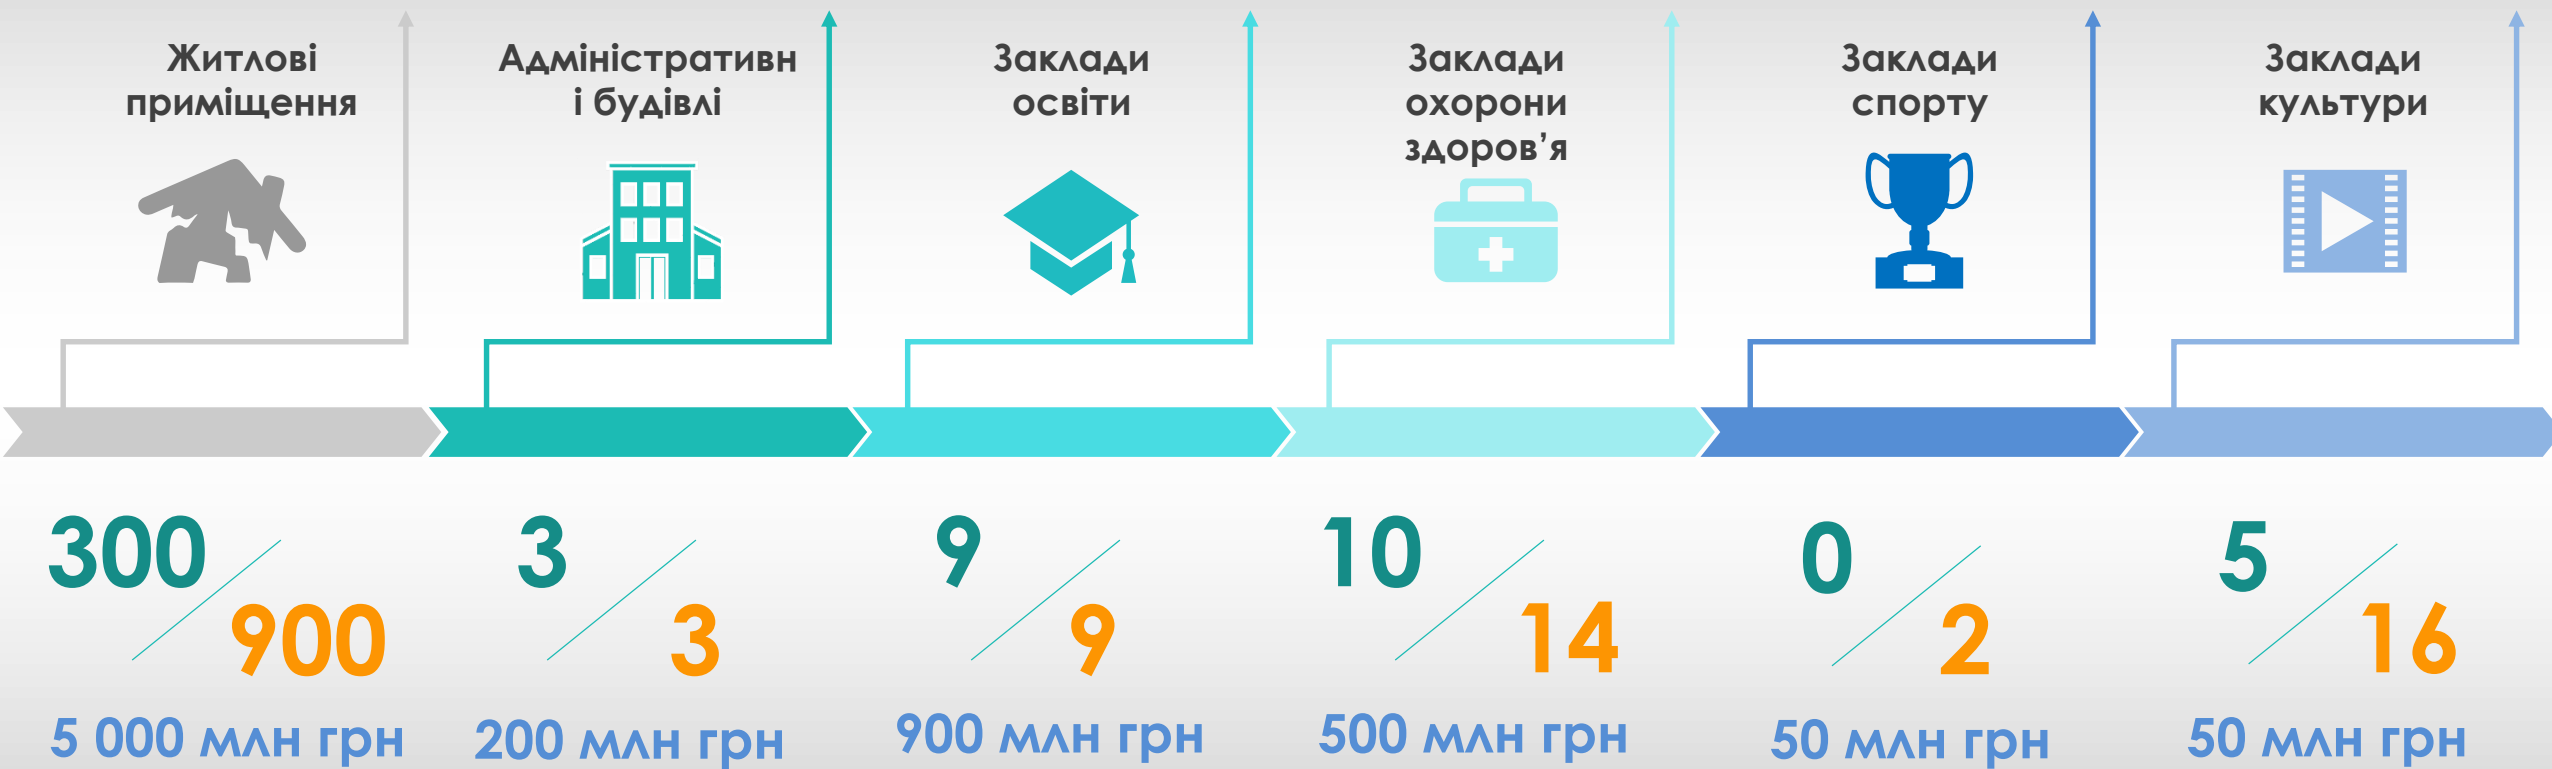 Житлові
приміщення
Адміністративн
і будівлі
Заклади
освіти
Заклади
охорони
здоров’я
Заклади
спорту
Заклади
культури
300
900
5 000 млн грн
3
3
200 млн грн
9
9
900 млн грн
10
14
500 млн грн
0
2
50 млн грн
5
16
50 млн грн